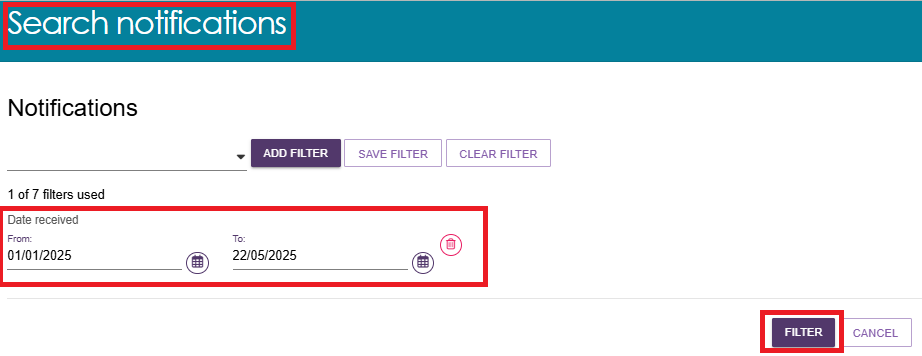 Search notifications
Notifications
ADD FILTER SAVE FILTER CLEAR FILTER
1 of 7 filters used
Date received
From: To:
01/01/2025 22/05/2025
FILTER CANCEL